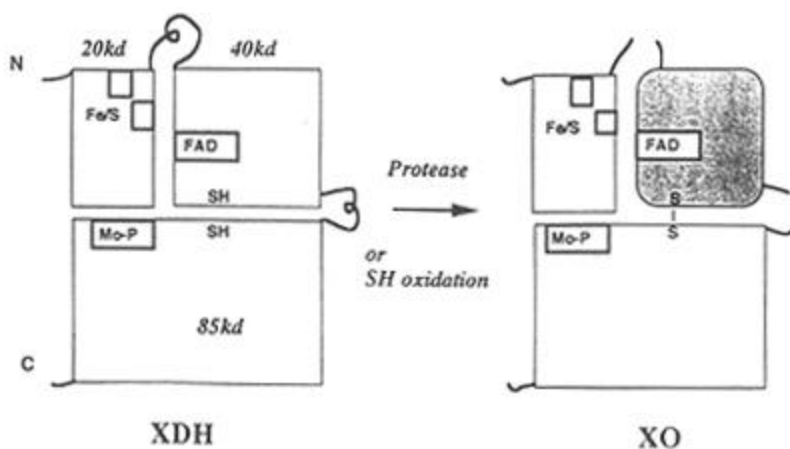 20kd
40kd
N
Fe/S
FAD
SH
SH
Mo-P
85kd
C
XDH
Protease
or
SH oxidation
Fe/S
FAD
S
S
Mo-P
XO